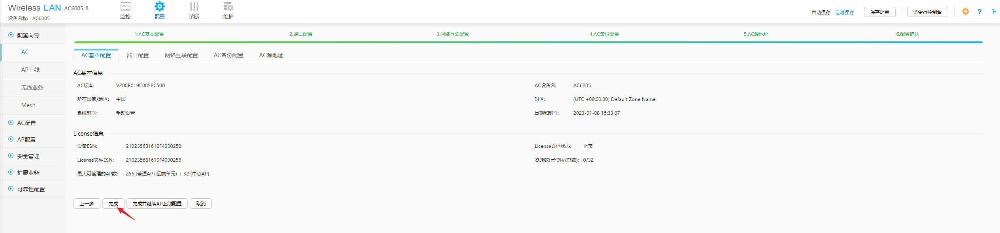 Wireless LAN AC6005-8
设备名称: AC6005
监控
配置
诊断
维护
自动保存: 定时保存
保存配置
命令行控制台
?
配置向导
AC
AP上线
无线业务
Mesh
AC配置
AP配置
安全管理
扩展业务
可靠性配置
1.AC基本配置
2.端口配置
3.网络互联配置
4.AC备份配置
5.AC源地址
6.配置确认
AC基本配置
端口配置
网络互联配置
AC备份配置
AC源地址
AC基本信息
AC版本: V200R019C00SPC500
AC设备名: AC6005
所在国家/地区: 中国
时区: (UTC +00:00:00) Default Zone Name
系统时间: 手动设置
日期和时间: 2023-01-08 15:33:07
License信息
设备ESN: 210235681610F4000258
License文件状态: 正常
License文件ESN: 210235681610F4000258
资源数(已使用/总数): 0/32
最大可管理的AP数: 256 (普通AP+远端单元) + 32 (中心AP)
上一步
完成
完成并继续AP上线配置
取消